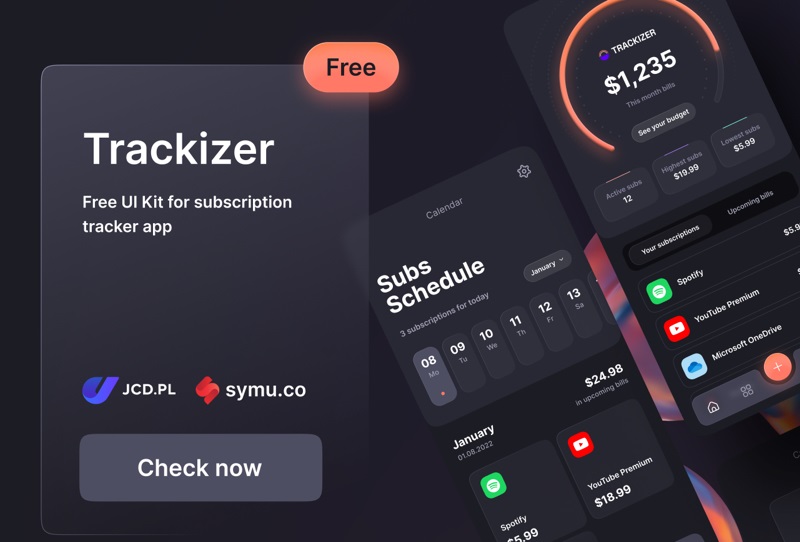 Free
Trackizer
Free UI Kit for subscription
tracker app
JCD.PL
symu.co
Check now
Calendar
Subs
Schedule
January
3 subscriptions for today
08
Mo
09
Tu
10
We
11
Th
12
Fr
13
Sa
January
01.08.2022
$24.98
in upcoming bills
Spotify
$5.99
YouTube Premium
$18.99
TRACKIZER
$1,235
This month bills
See your budget
Active subs
12
Highest subs
$19.99
Lowest subs
$5.99
Your subscriptions
Upcoming bills
Spotify
YouTube Premium
Microsoft OneDrive